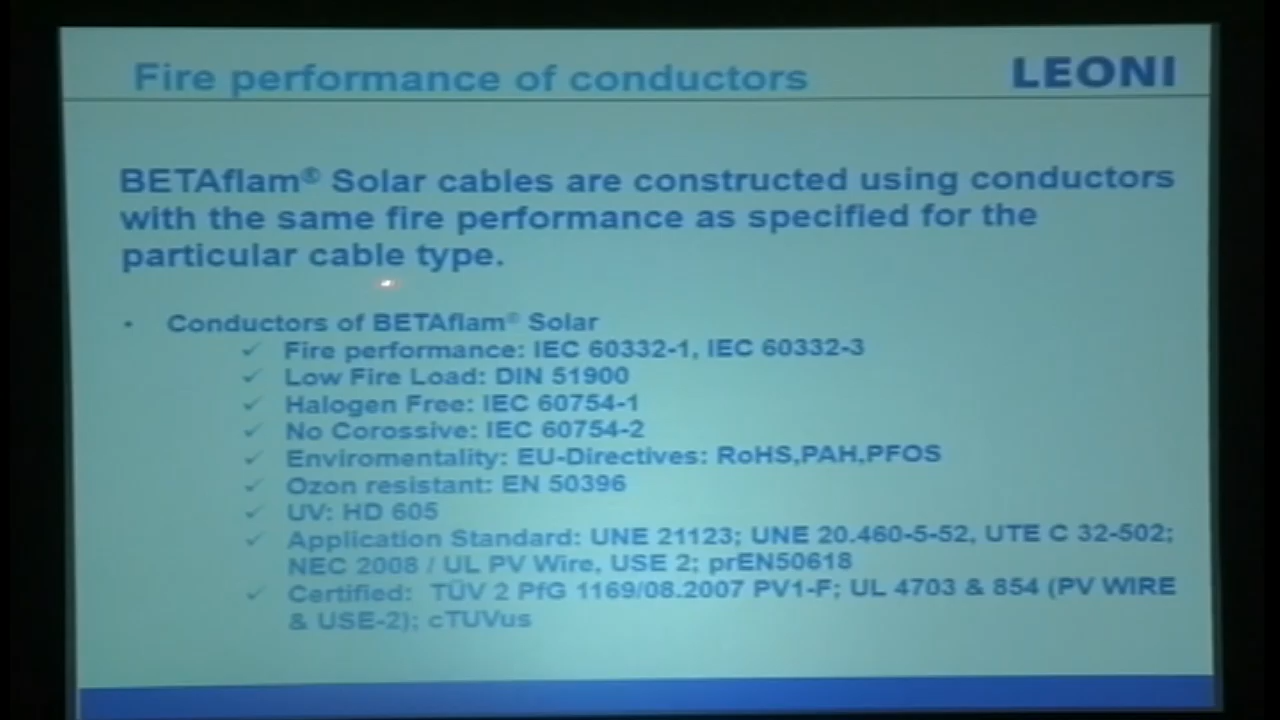 Fire performance of conductors
LEONI
BETAflam® Solar cables are constructed using conductors
with the same fire performance as specified for the
particular cable type.
• Conductors of BETAflam® Solar
✓ Fire performance: IEC 60332-1, IEC 60332-3
✓ Low Fire Load: DIN 51900
✓ Halogen Free: IEC 60754-1
✓ No Corossive: IEC 60754-2
✓ Enviromentality: EU-Directives: RoHS,PAH,PFOS
✓ Ozon resistant: EN 50396
✓ UV: HD 605
✓ Application Standard: UNE 21123; UNE 20.460-5-52, UTE C 32-502;
NEC 2008 / UL PV Wire, USE 2; prEN50618
✓ Certified: TÜV 2 PfG 1169/08.2007 PV1-F; UL 4703 & 854 (PV WIRE
& USE-2); cTUVus